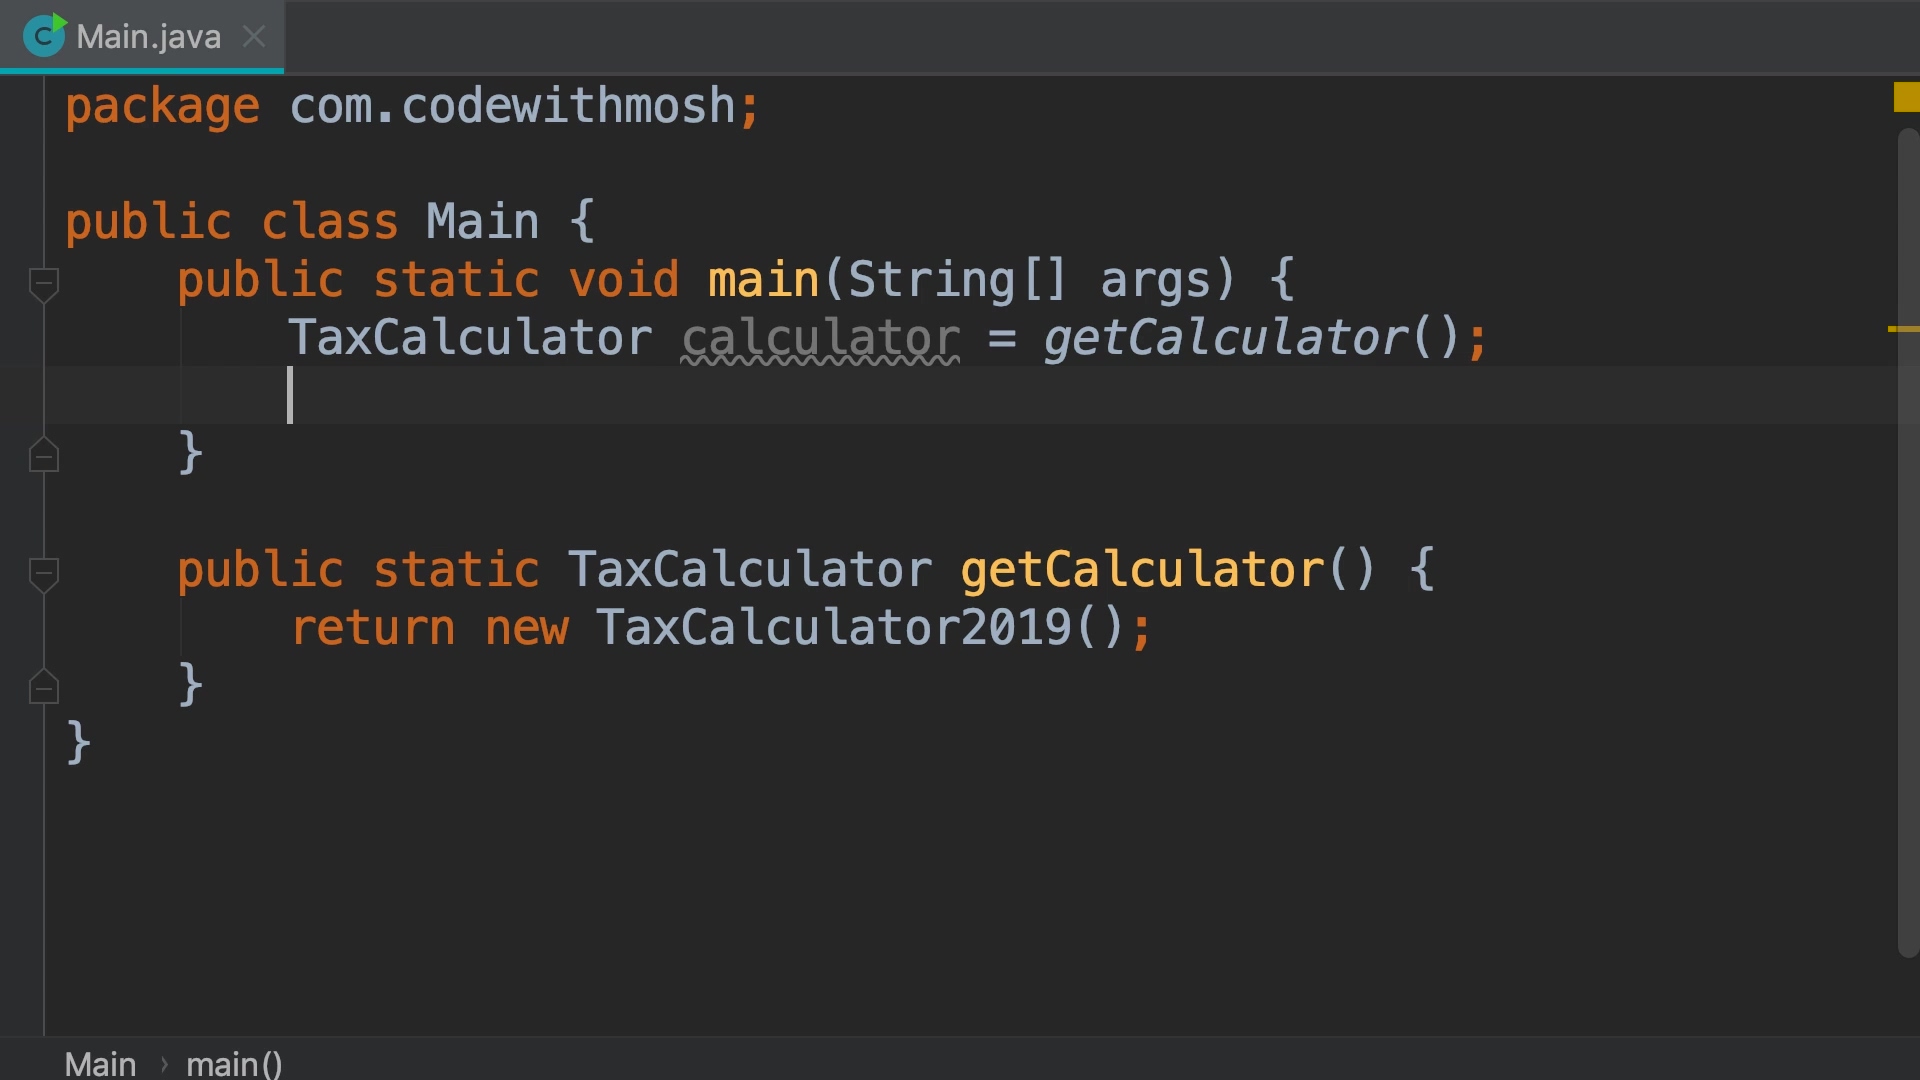 Main.java
package com.codewithmosh;
public class Main {
public static void main(String[] args) {
TaxCalculator calculator = getCalculator();
}
public static TaxCalculator getCalculator() {
return new TaxCalculator2019();
}
}
Main › main()